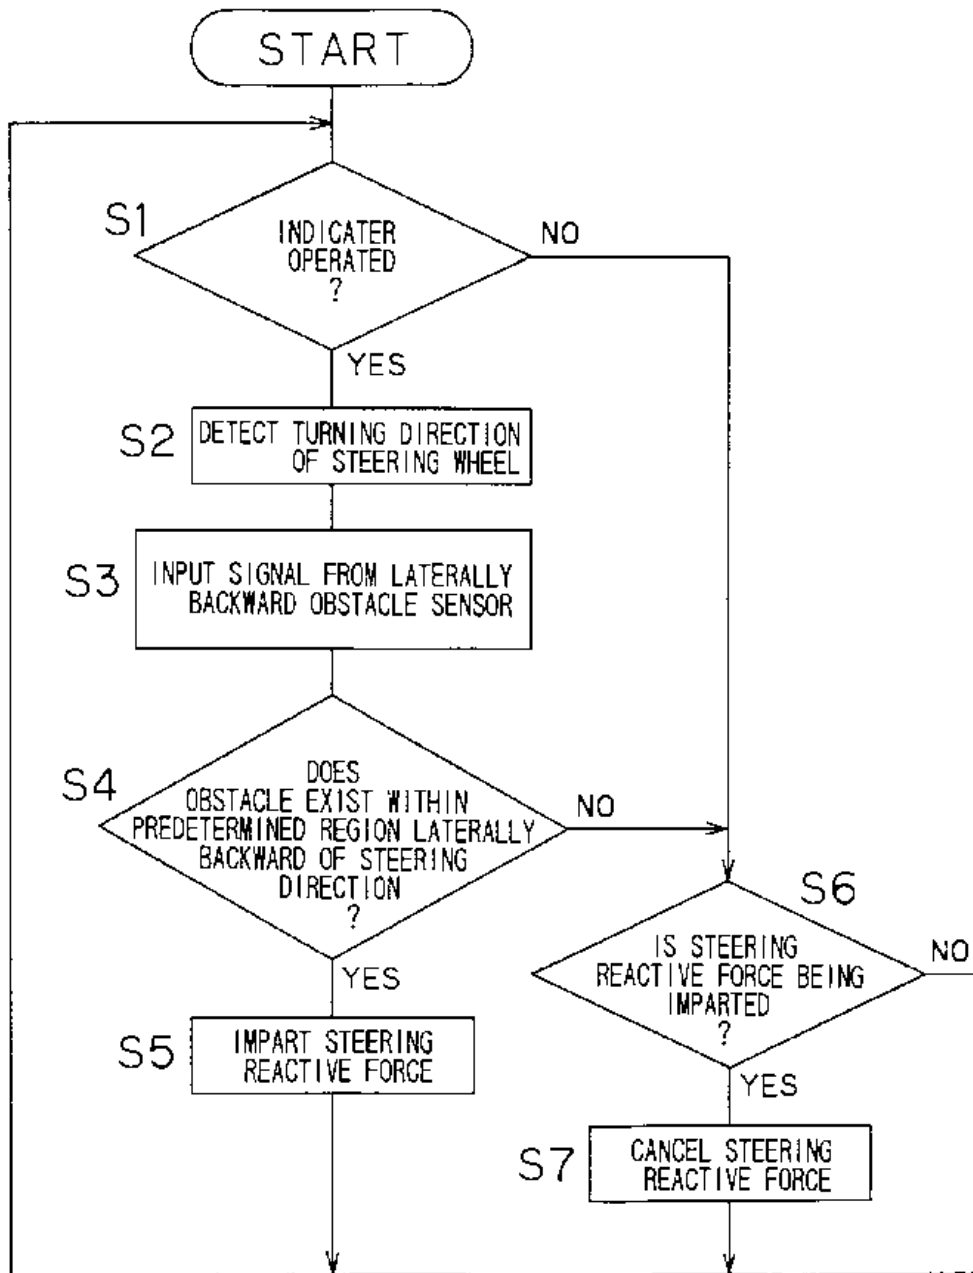 START
S1
INDICATER
OPERATED
?
NO
YES
S2
DETECT TURNING DIRECTION
OF STEERING WHEEL
S3
INPUT SIGNAL FROM LATERALLY
BACKWARD OBSTACLE SENSOR
S4
DOES
OBSTACLE EXIST WITHIN
PREDETERMINED REGION LATERALLY
BACKWARD OF STEERING
DIRECTION
?
NO
YES
S5
IMPART STEERING
REACTIVE FORCE
S6
IS STEERING
REACTIVE FORCE BEING
IMPARTED
?
NO
YES
S7
CANCEL STEERING
REACTIVE FORCE